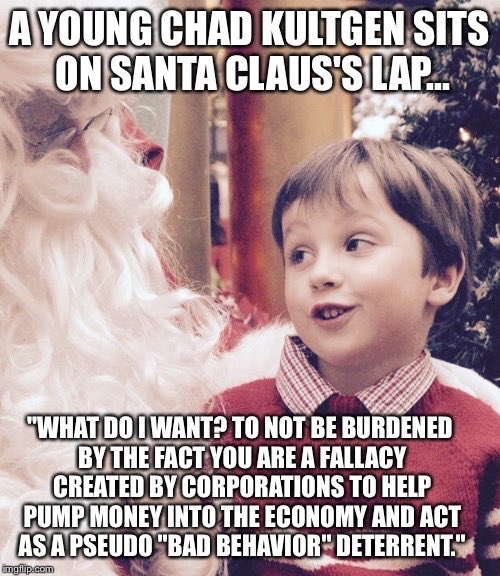 A YOUNG CHAD KULTGEN SITS
ON SANTA CLAUS'S LAP...
"WHAT DO I WANT? TO NOT BE BURDENED
BY THE FACT YOU ARE A FALLACY
CREATED BY CORPORATIONS TO HELP
PUMP MONEY INTO THE ECONOMY AND ACT
AS A PSEUDO "BAD BEHAVIOR" DETERRENT."
imgflip.com